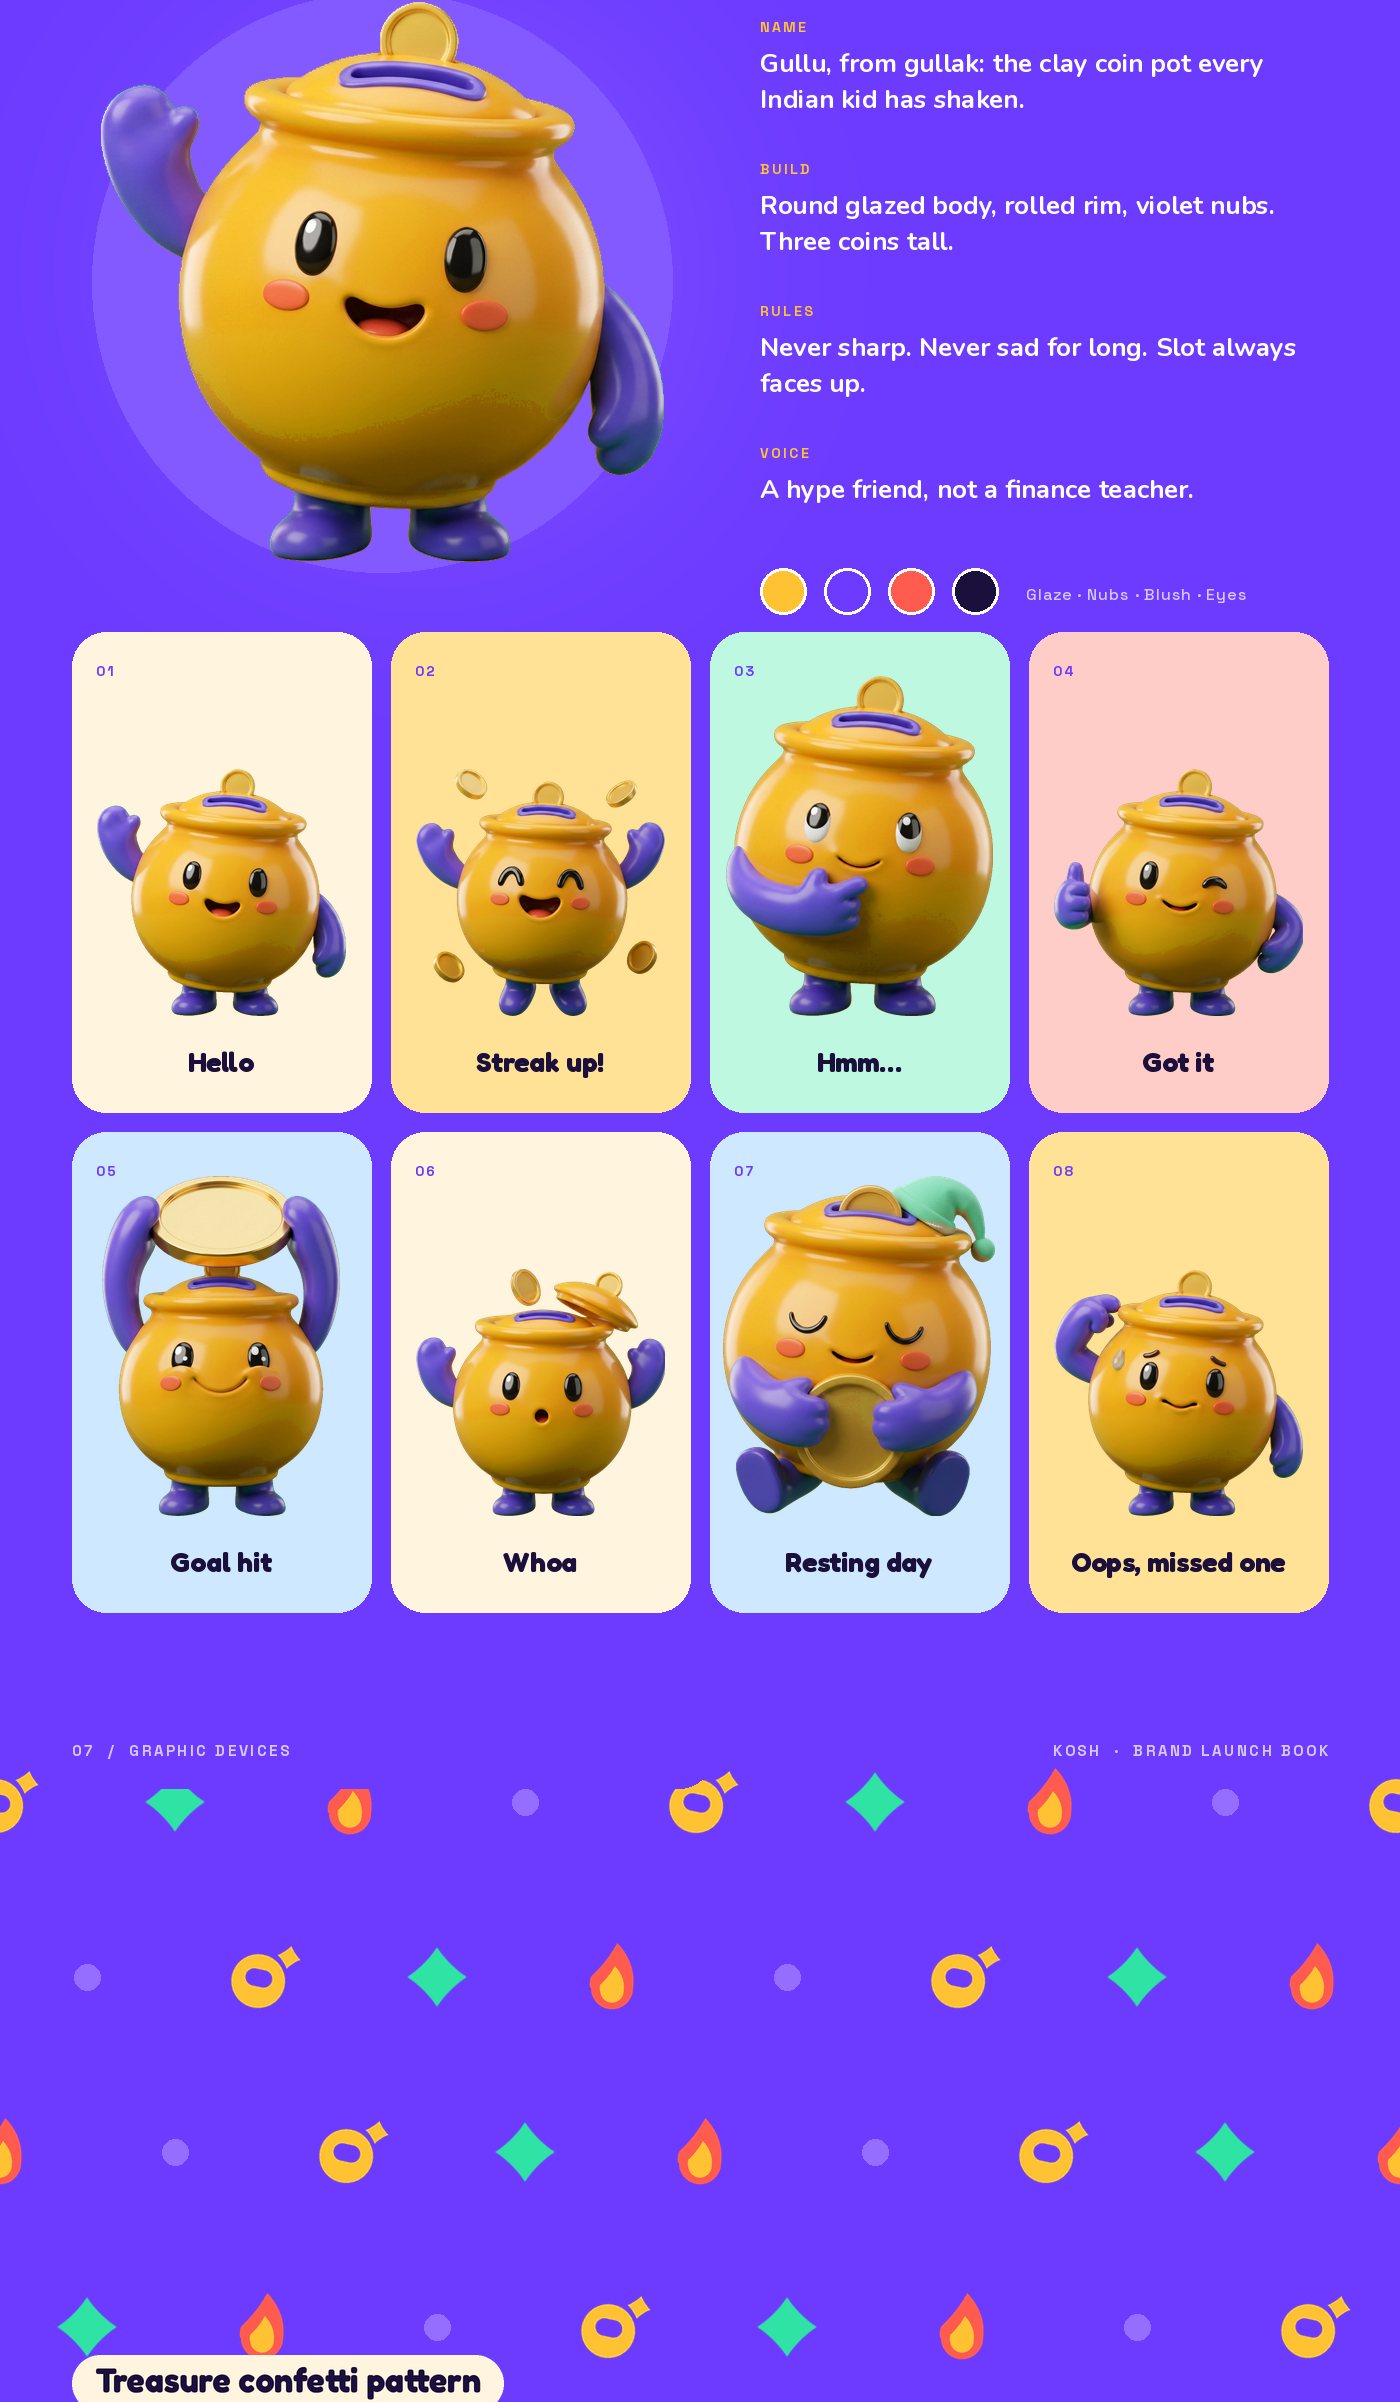 NAME
Gullu, from gullak: the clay coin pot every
Indian kid has shaken.
BUILD
Round glazed body, rolled rim, violet nubs.
Three coins tall.
RULES
Never sharp. Never sad for long. Slot always
faces up.
VOICE
A hype friend, not a finance teacher.
Glaze · Nubs · Blush · Eyes
01
Hello
02
Streak up!
03
Hmm...
04
Got it
05
Goal hit
06
Whoa
07
Resting day
08
Oops, missed one
07 / GRAPHIC DEVICES
KOSH · BRAND LAUNCH BOOK
Treasure confetti pattern